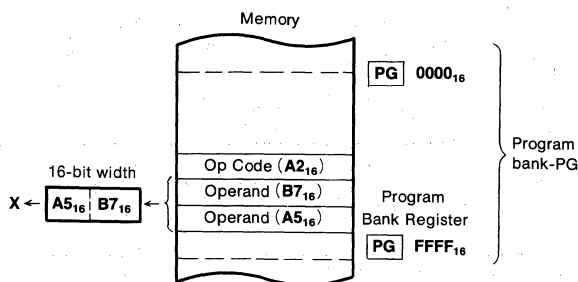 Memory
PG 0000₁₆
Op Code (A2₁₆)
Operand (B7₁₆)
Operand (A5₁₆)
16-bit width
X ← A5₁₆ B7₁₆ ←
Program
bank-PG
Program
Bank Register
PG FFFF₁₆